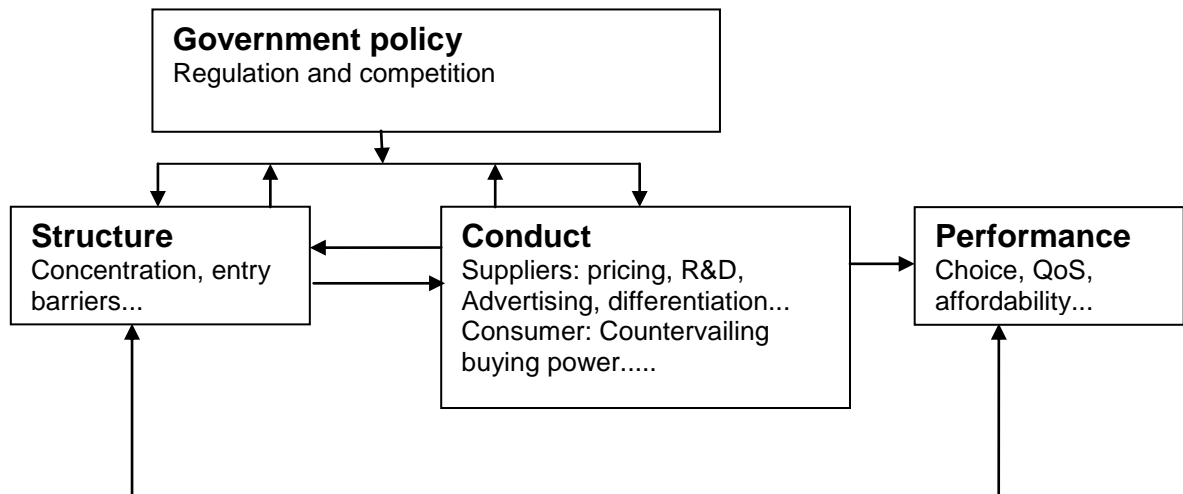 Government policy
Regulation and competition
Structure
Concentration, entry
barriers...
Conduct
Suppliers: pricing, R&D,
Advertising, differentiation...
Consumer: Countervailing
buying power.....
Performance
Choice, QoS,
affordability...